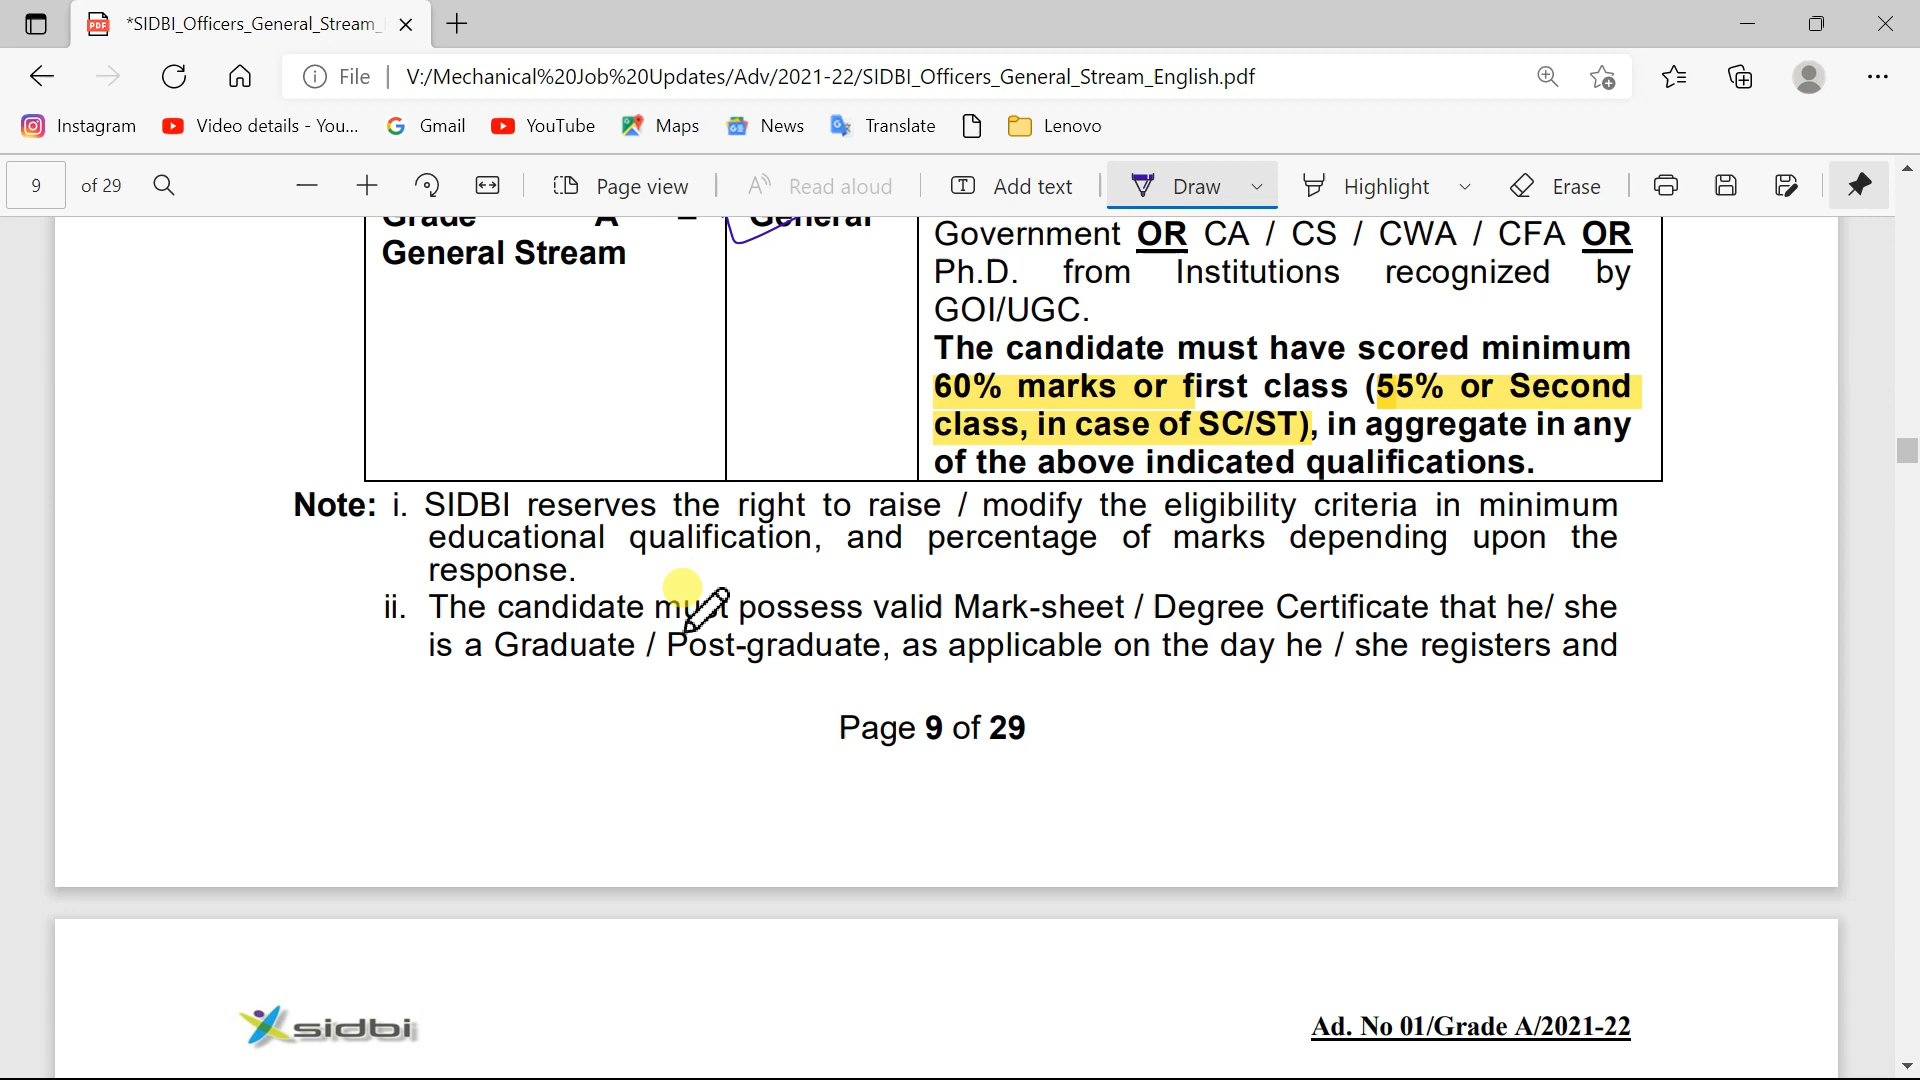 *SIDBI_Officers_General_Stream_
File V:/Mechanical%20Job%20Updates/Adv/2021-22/SIDBI_Officers_General_Stream_English.pdf
Instagram Video details - You... Gmail YouTube Maps News Translate Lenovo
9 of 29 Page view Read aloud Add text Draw Highlight Erase
Grade A – General
General Stream
Government OR CA / CS / CWA / CFA OR
Ph.D. from Institutions recognized by
GOI/UGC.
The candidate must have scored minimum
60% marks or first class (55% or Second
class, in case of SC/ST), in aggregate in any
of the above indicated qualifications.
Note: i. SIDBI reserves the right to raise / modify the eligibility criteria in minimum
educational qualification, and percentage of marks depending upon the
response.
ii. The candidate must possess valid Mark-sheet / Degree Certificate that he/ she
is a Graduate / Post-graduate, as applicable on the day he / she registers and
Page 9 of 29
sidbi
Ad. No 01/Grade A/2021-22